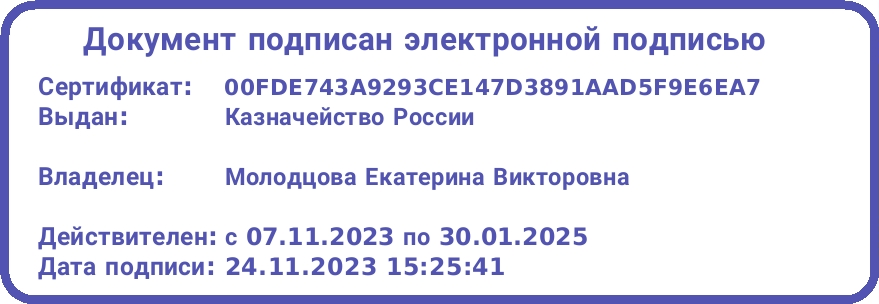 Документ подписан электронной подписью
Сертификат: 00FDE743A9293CE147D3891AAD5F9E6EA7
Выдан: Казначейство России
Владелец: Молодцова Екатерина Викторовна
Действителен: с 07.11.2023 по 30.01.2025
Дата подписи: 24.11.2023 15:25:41